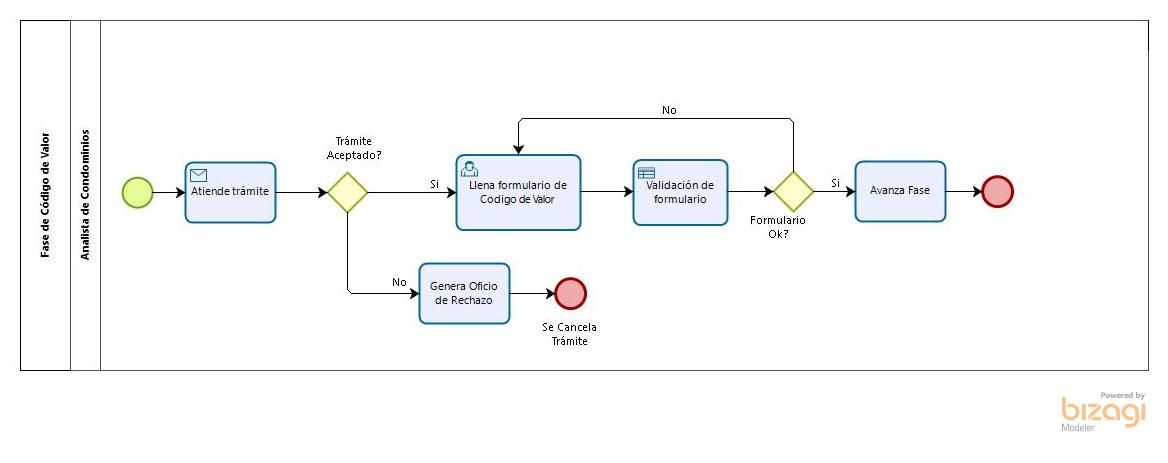 Fase de Código de Valor
Analista de Condominios
Atiende trámite
Trámite
Aceptado?
Si
Llena formulario de
Codigo de Valor
No
Validación de
formulario
Formulario
Ok?
Si
Avanza Fase
No
Genera Oficio
de Rechazo
Se Cancela
Trámite
Powered by
bizagi
Modeler